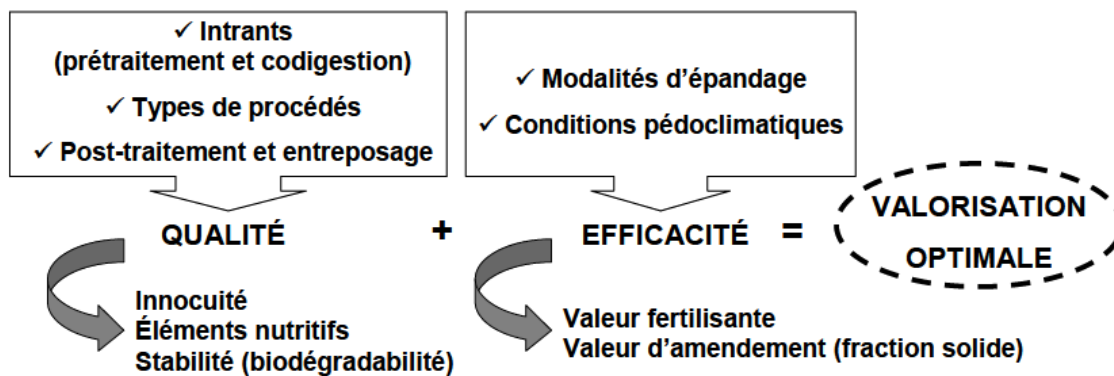 ✓ Intrants
(prétraitement et codigestion)
✓ Types de procédés
✓ Post-traitement et entreposage
✓ Modalités d'épandage
✓ Conditions pédoclimatiques
QUALITÉ + EFFICACITÉ =
VALORISATION
OPTIMALE
Innocuité
Éléments nutritifs
Stabilité (biodégradabilité)
Valeur fertilisante
Valeur d'amendement (fraction solide)